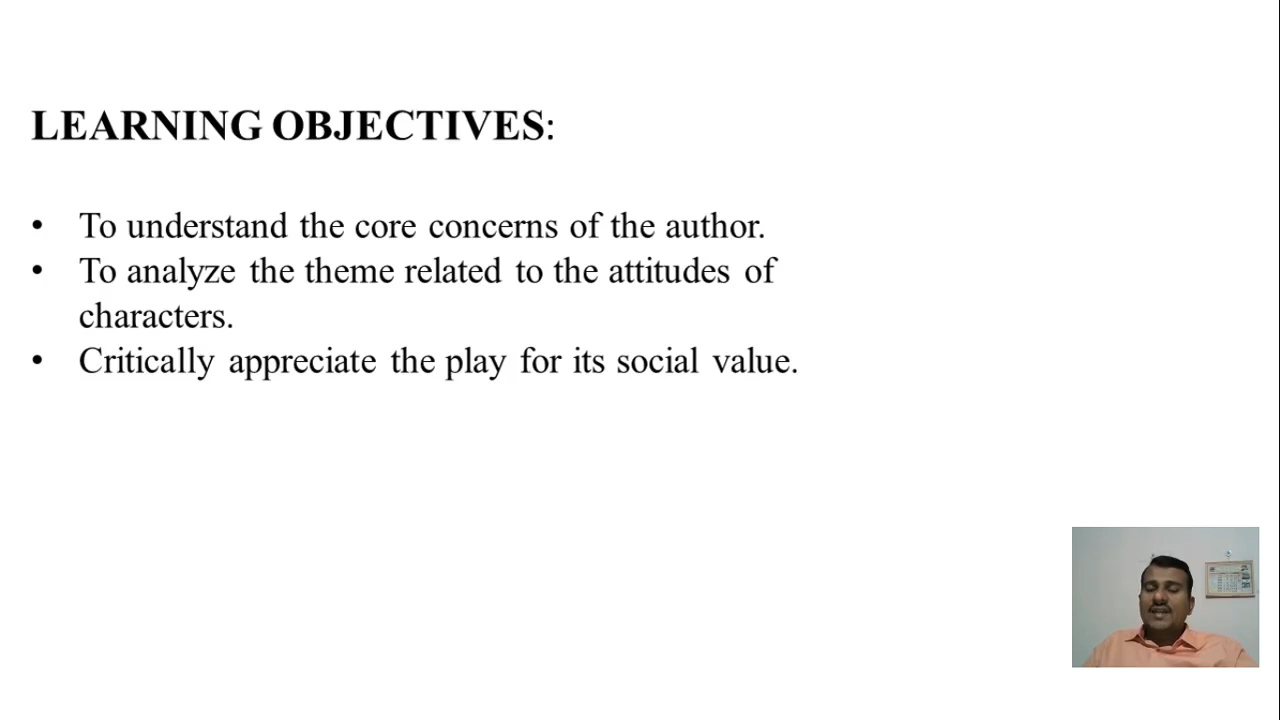 LEARNING OBJECTIVES:
• To understand the core concerns of the author.
• To analyze the theme related to the attitudes of
characters.
• Critically appreciate the play for its social value.